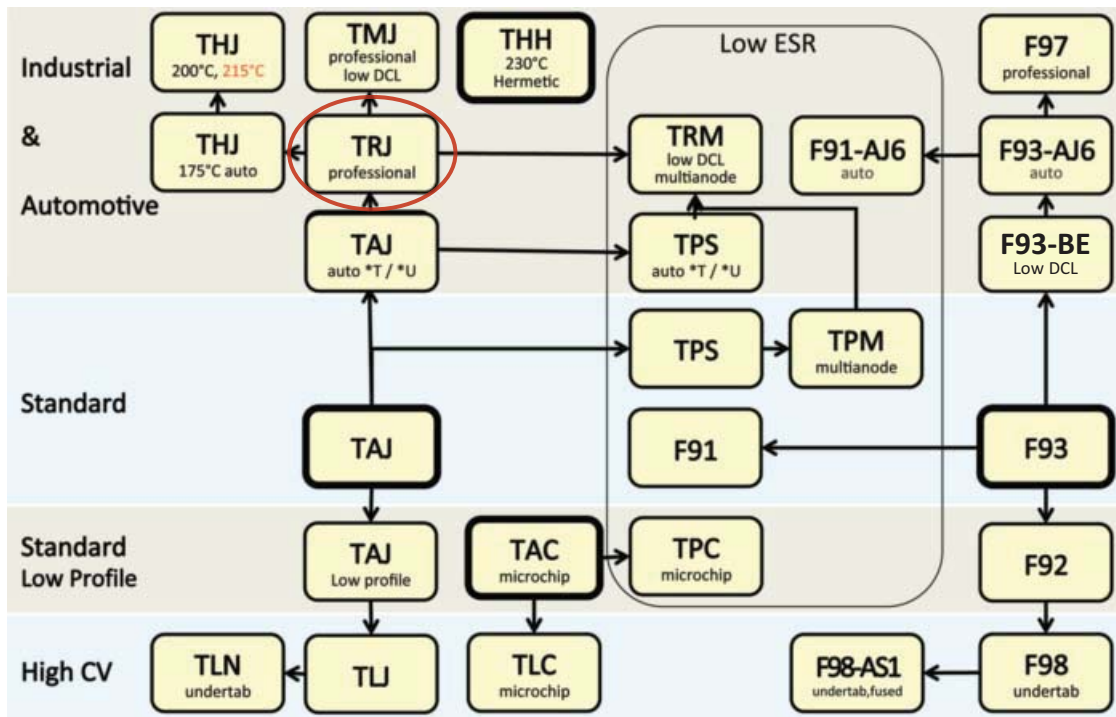 Industrial
&
Automotive
THJ
200°C, 215°C
TMJ
professional
low DCL
THH
230°C
Hermetic
Low ESR
F97
professional
THJ
175°C auto
TRJ
professional
TRM
low DCL
multianode
F91-AJ6
auto
F93-AJ6
auto
TAJ
auto *T / *U
TPS
auto *T / *U
F93-BE
Low DCL
Standard
TPS
TPM
multianode
TAJ
F91
F93
Standard
Low Profile
TAJ
Low profile
TAC
microchip
TPC
microchip
F92
High CV
TLN
undertab
TLJ
TLC
microchip
F98-AS1
undertab,fused
F98
undertab